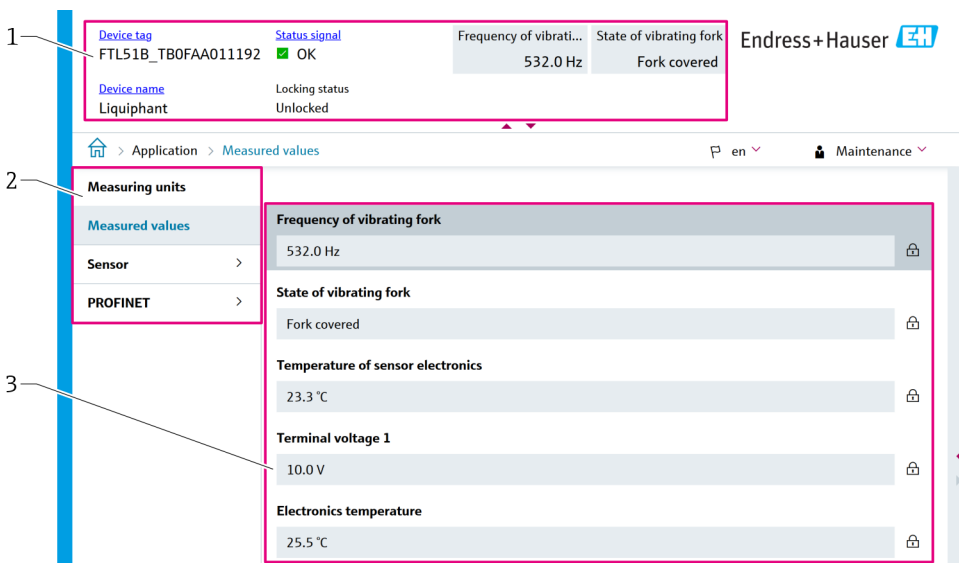 1
Device tag Status signal Frequency of vibrati... State of vibrating fork Endress+Hauser EH
FTL51B_TB0FAA011192 OK 532.0 Hz Fork covered
Device name Locking status
Liquiphant Unlocked
> Application > Measured values en Maintenance
2
Measuring units
Measured values
Sensor >
PROFINET >
Frequency of vibrating fork
532.0 Hz
State of vibrating fork
Fork covered
Temperature of sensor electronics
3
23.3 °C
Terminal voltage 1
10.0 V
Electronics temperature
25.5 °C